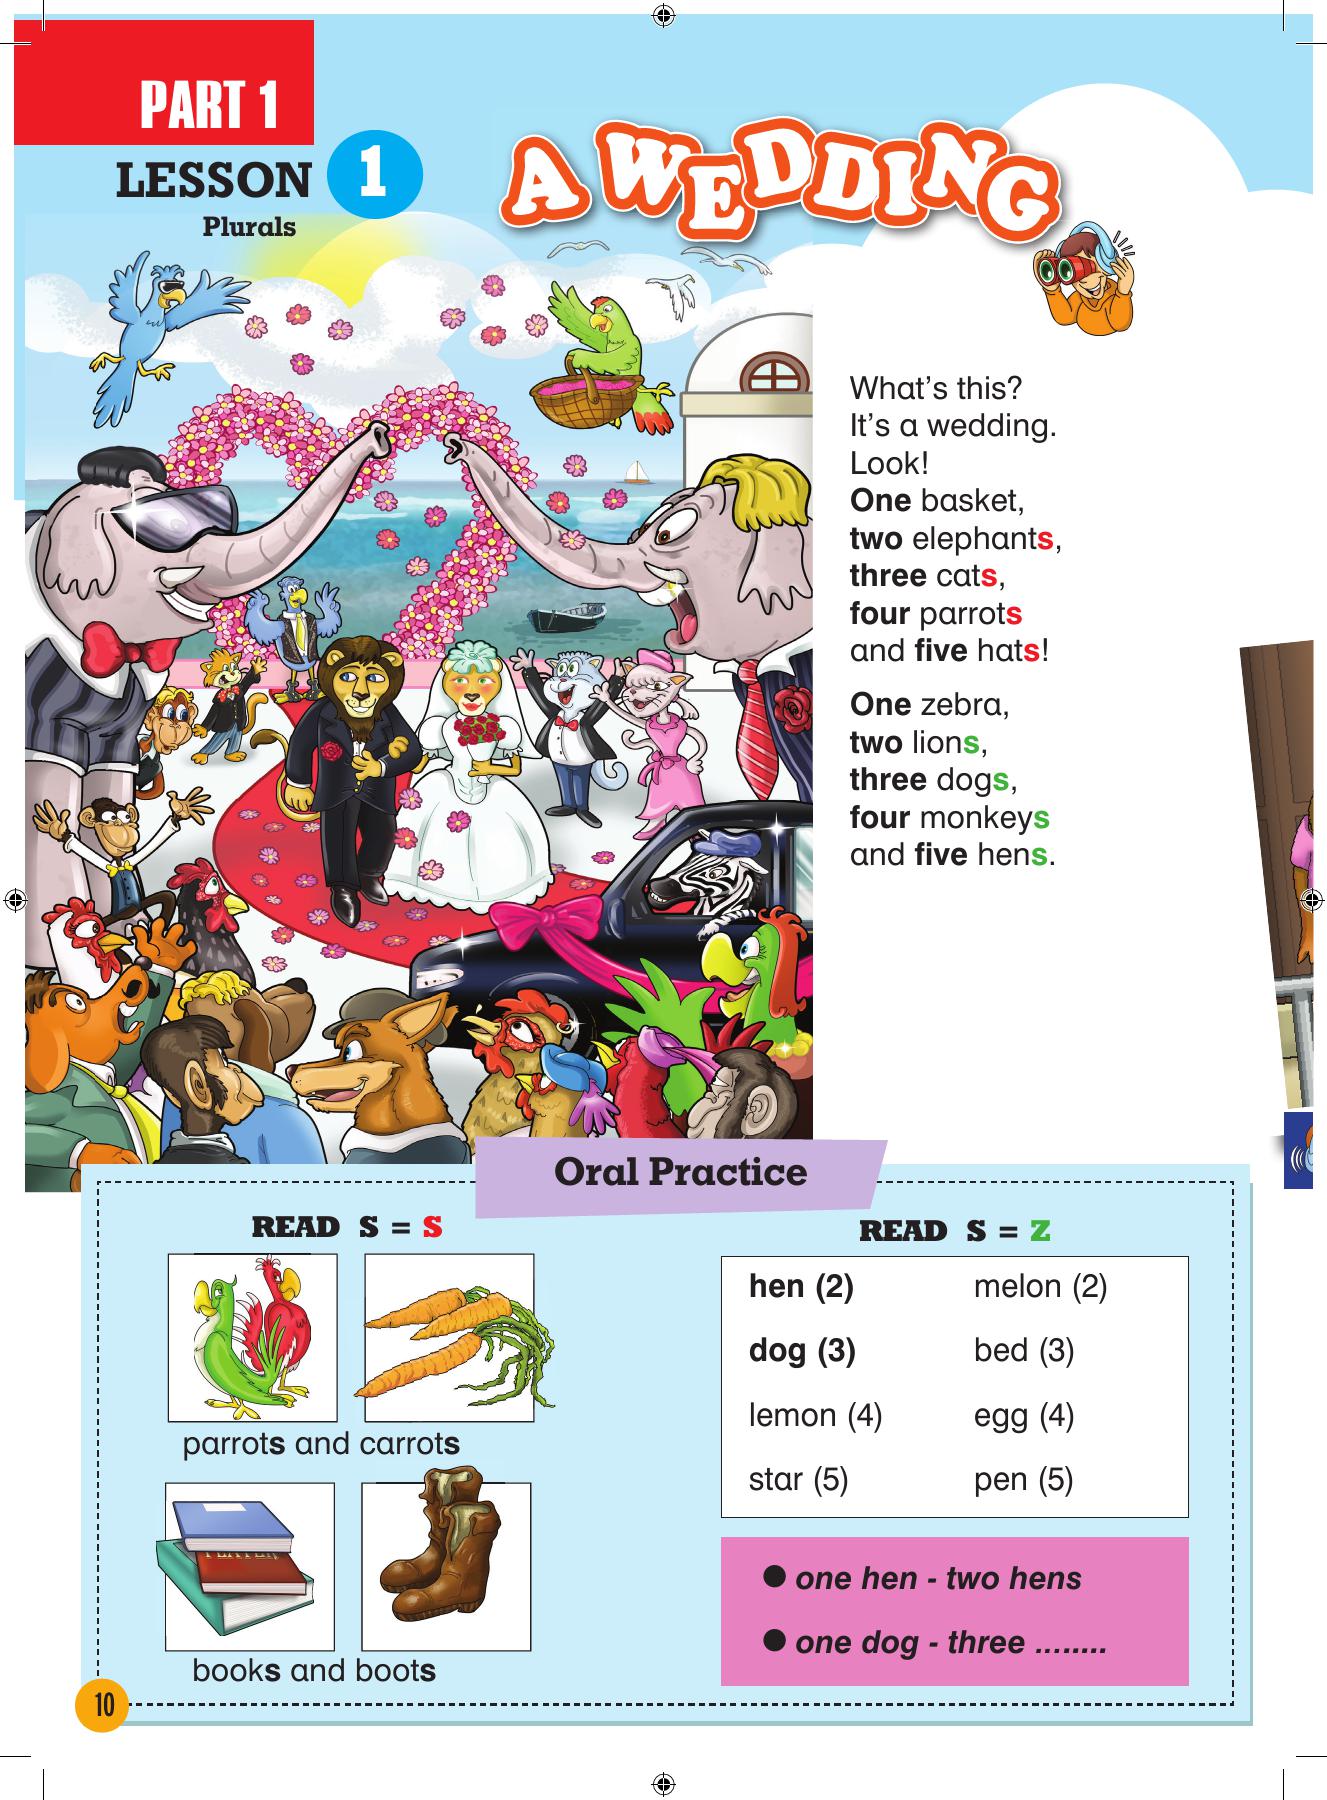 PART 1
LESSON 1
Plurals
A WEDDING
What's this?
It's a wedding.
Look!
One basket,
two elephants,
three cats,
four parrots
and five hats!
One zebra,
two lions,
three dogs,
four monkeys
and five hens.
Oral Practice
READ S = S
parrots and carrots
books and boots
READ S = Z
hen (2) melon (2)
dog (3) bed (3)
lemon (4) egg (4)
star (5) pen (5)
● one hen - two hens
● one dog - three ........
10